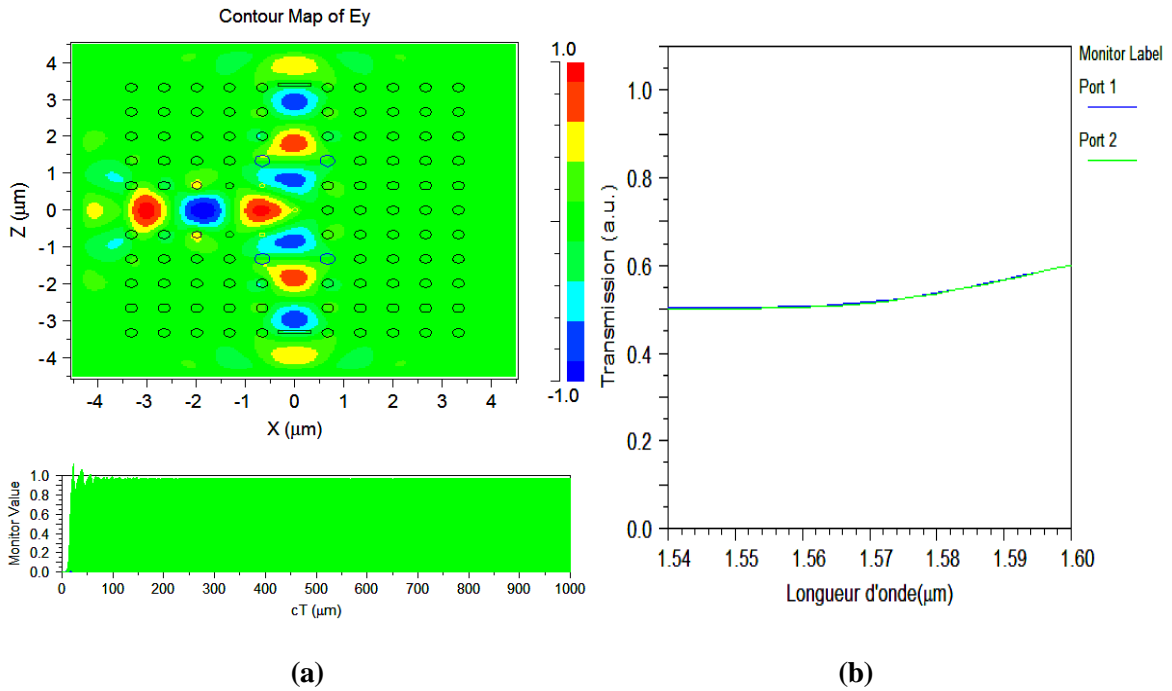 Contour Map of Ey
1.0
-1.0
4
3
2
1
0
-1
-2
-3
-4
Z (µm)
-4 -3 -2 -1 0 1 2 3 4
X (µm)
Monitor Value
1.0
0.8
0.6
0.4
0.2
0.0
0 100 200 300 400 500 600 700 800 900 1000
cT (µm)
(a)
Transmission (a.u.)
1.0
0.8
0.6
0.4
0.2
0.0
1.54 1.55 1.56 1.57 1.58 1.59 1.60
Longueur d'onde(µm)
Monitor Label
Port 1
Port 2
(b)